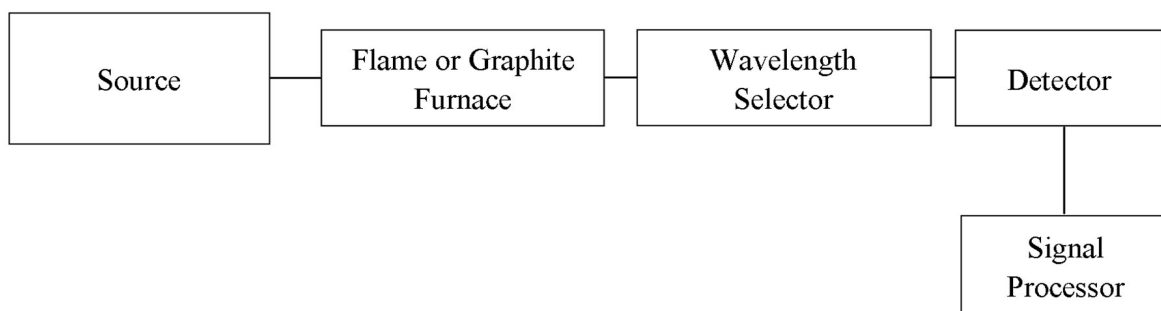 Source
Flame or Graphite
Furnace
Wavelength
Selector
Detector
Signal
Processor